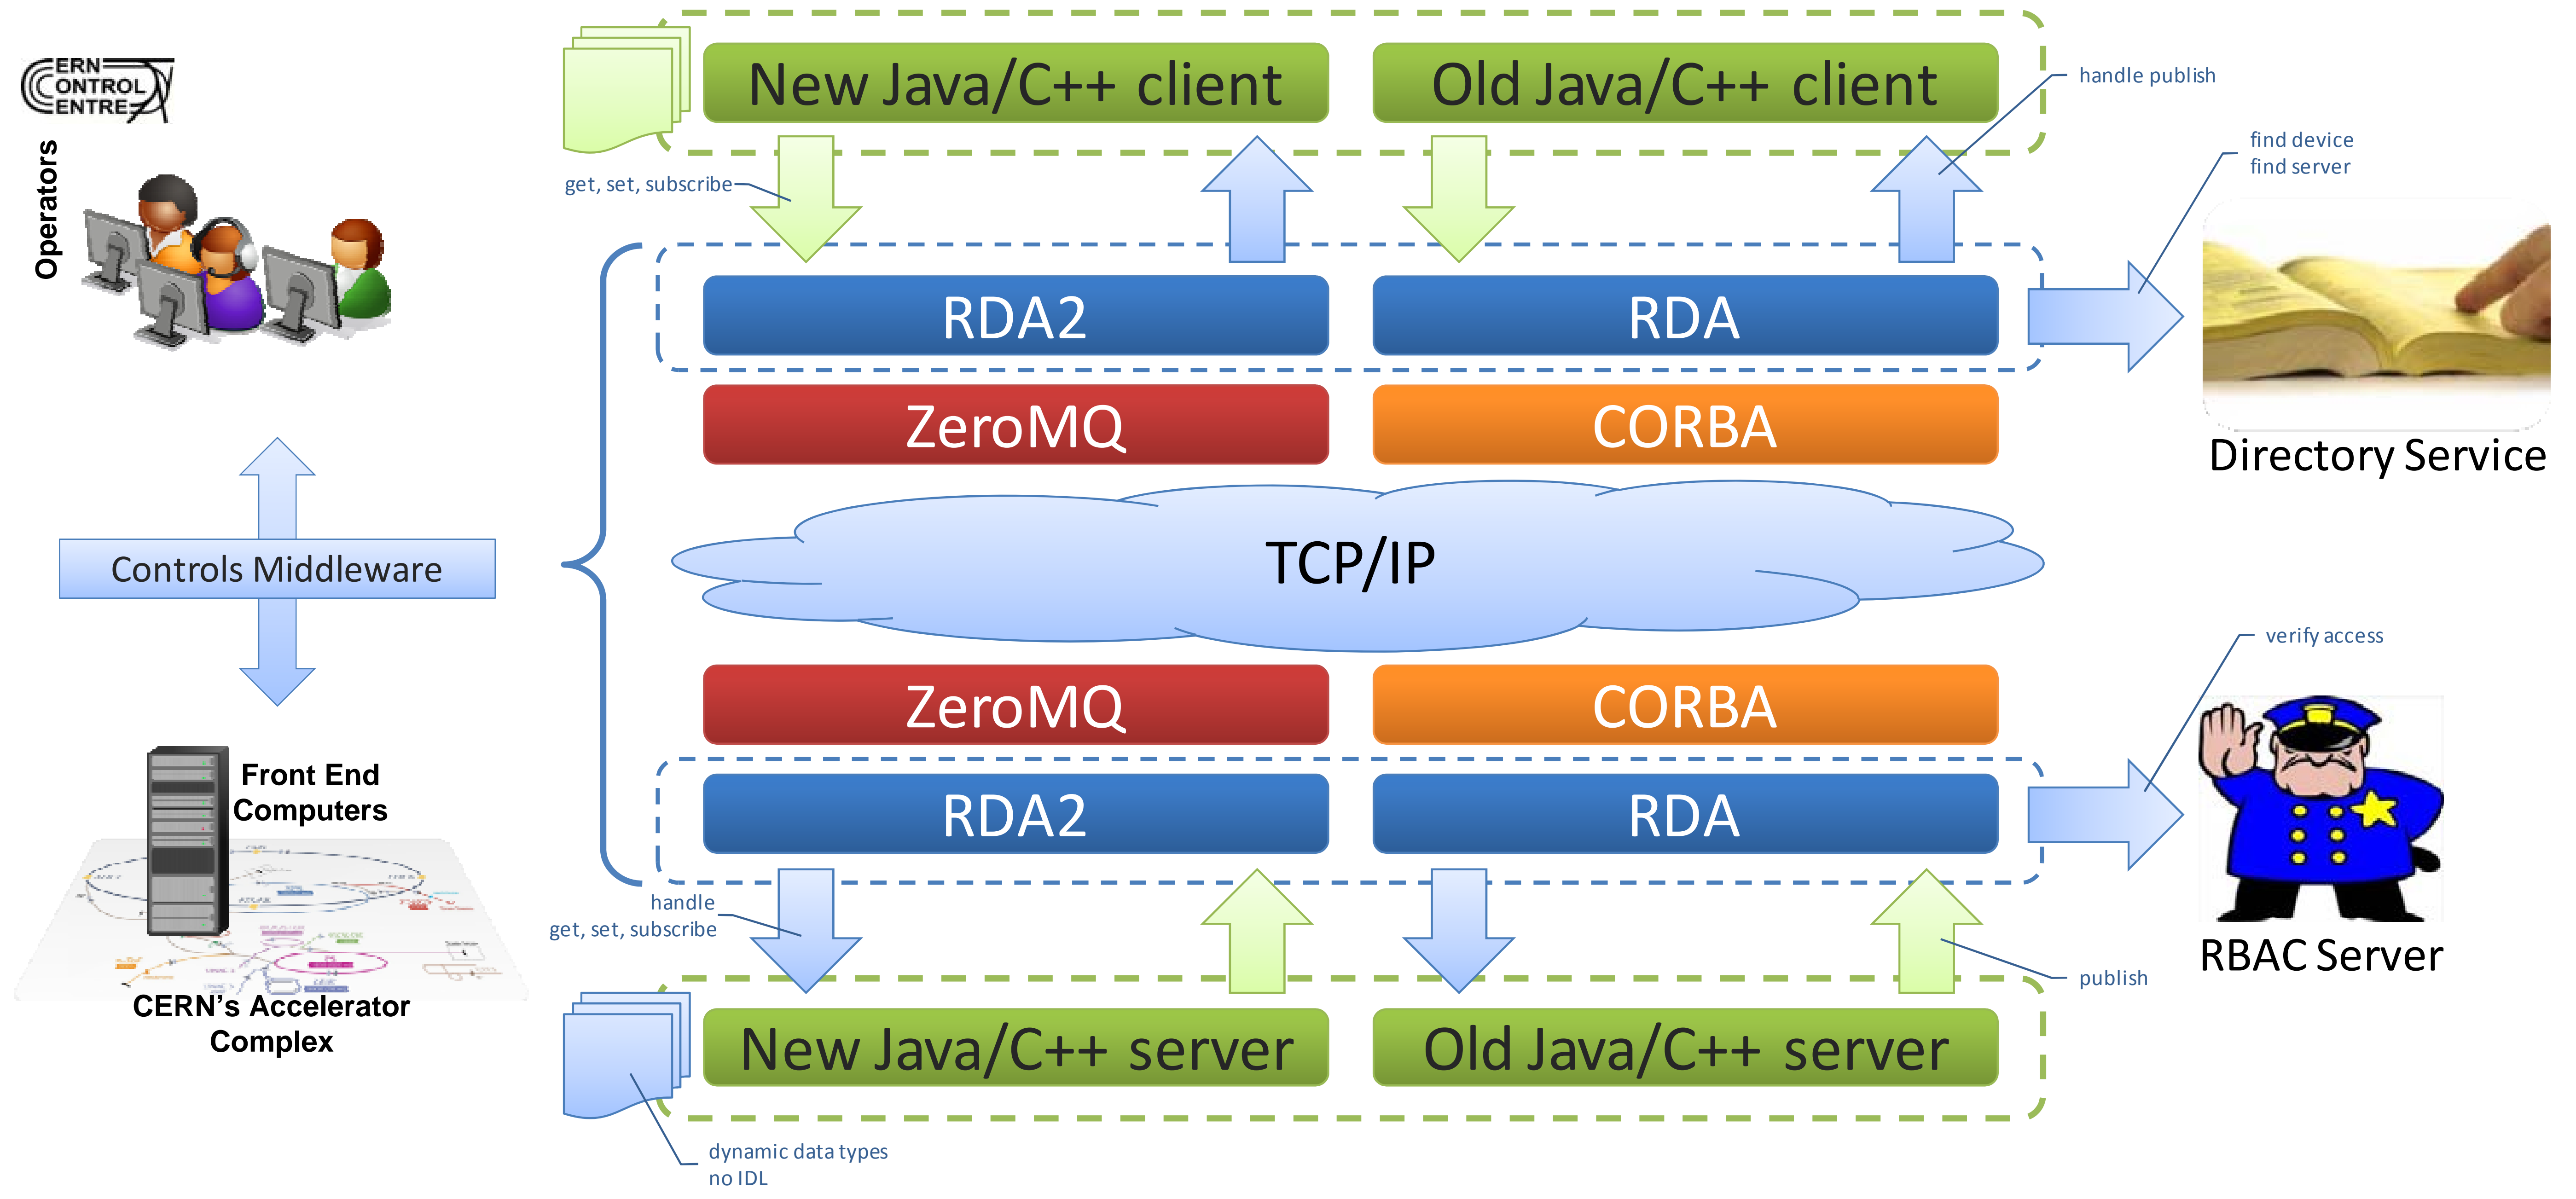 CERN
CONTROL
CENTRE
Operators
Controls Middleware
Front End
Computers
CERN's Accelerator
Complex
New Java/C++ client
Old Java/C++ client
handle publish
get, set, subscribe
find device
find server
RDA2
RDA
ZeroMQ
CORBA
Directory Service
TCP/IP
ZeroMQ
CORBA
verify access
RDA2
RDA
RBAC Server
handle
get, set, subscribe
publish
New Java/C++ server
Old Java/C++ server
dynamic data types
no IDL